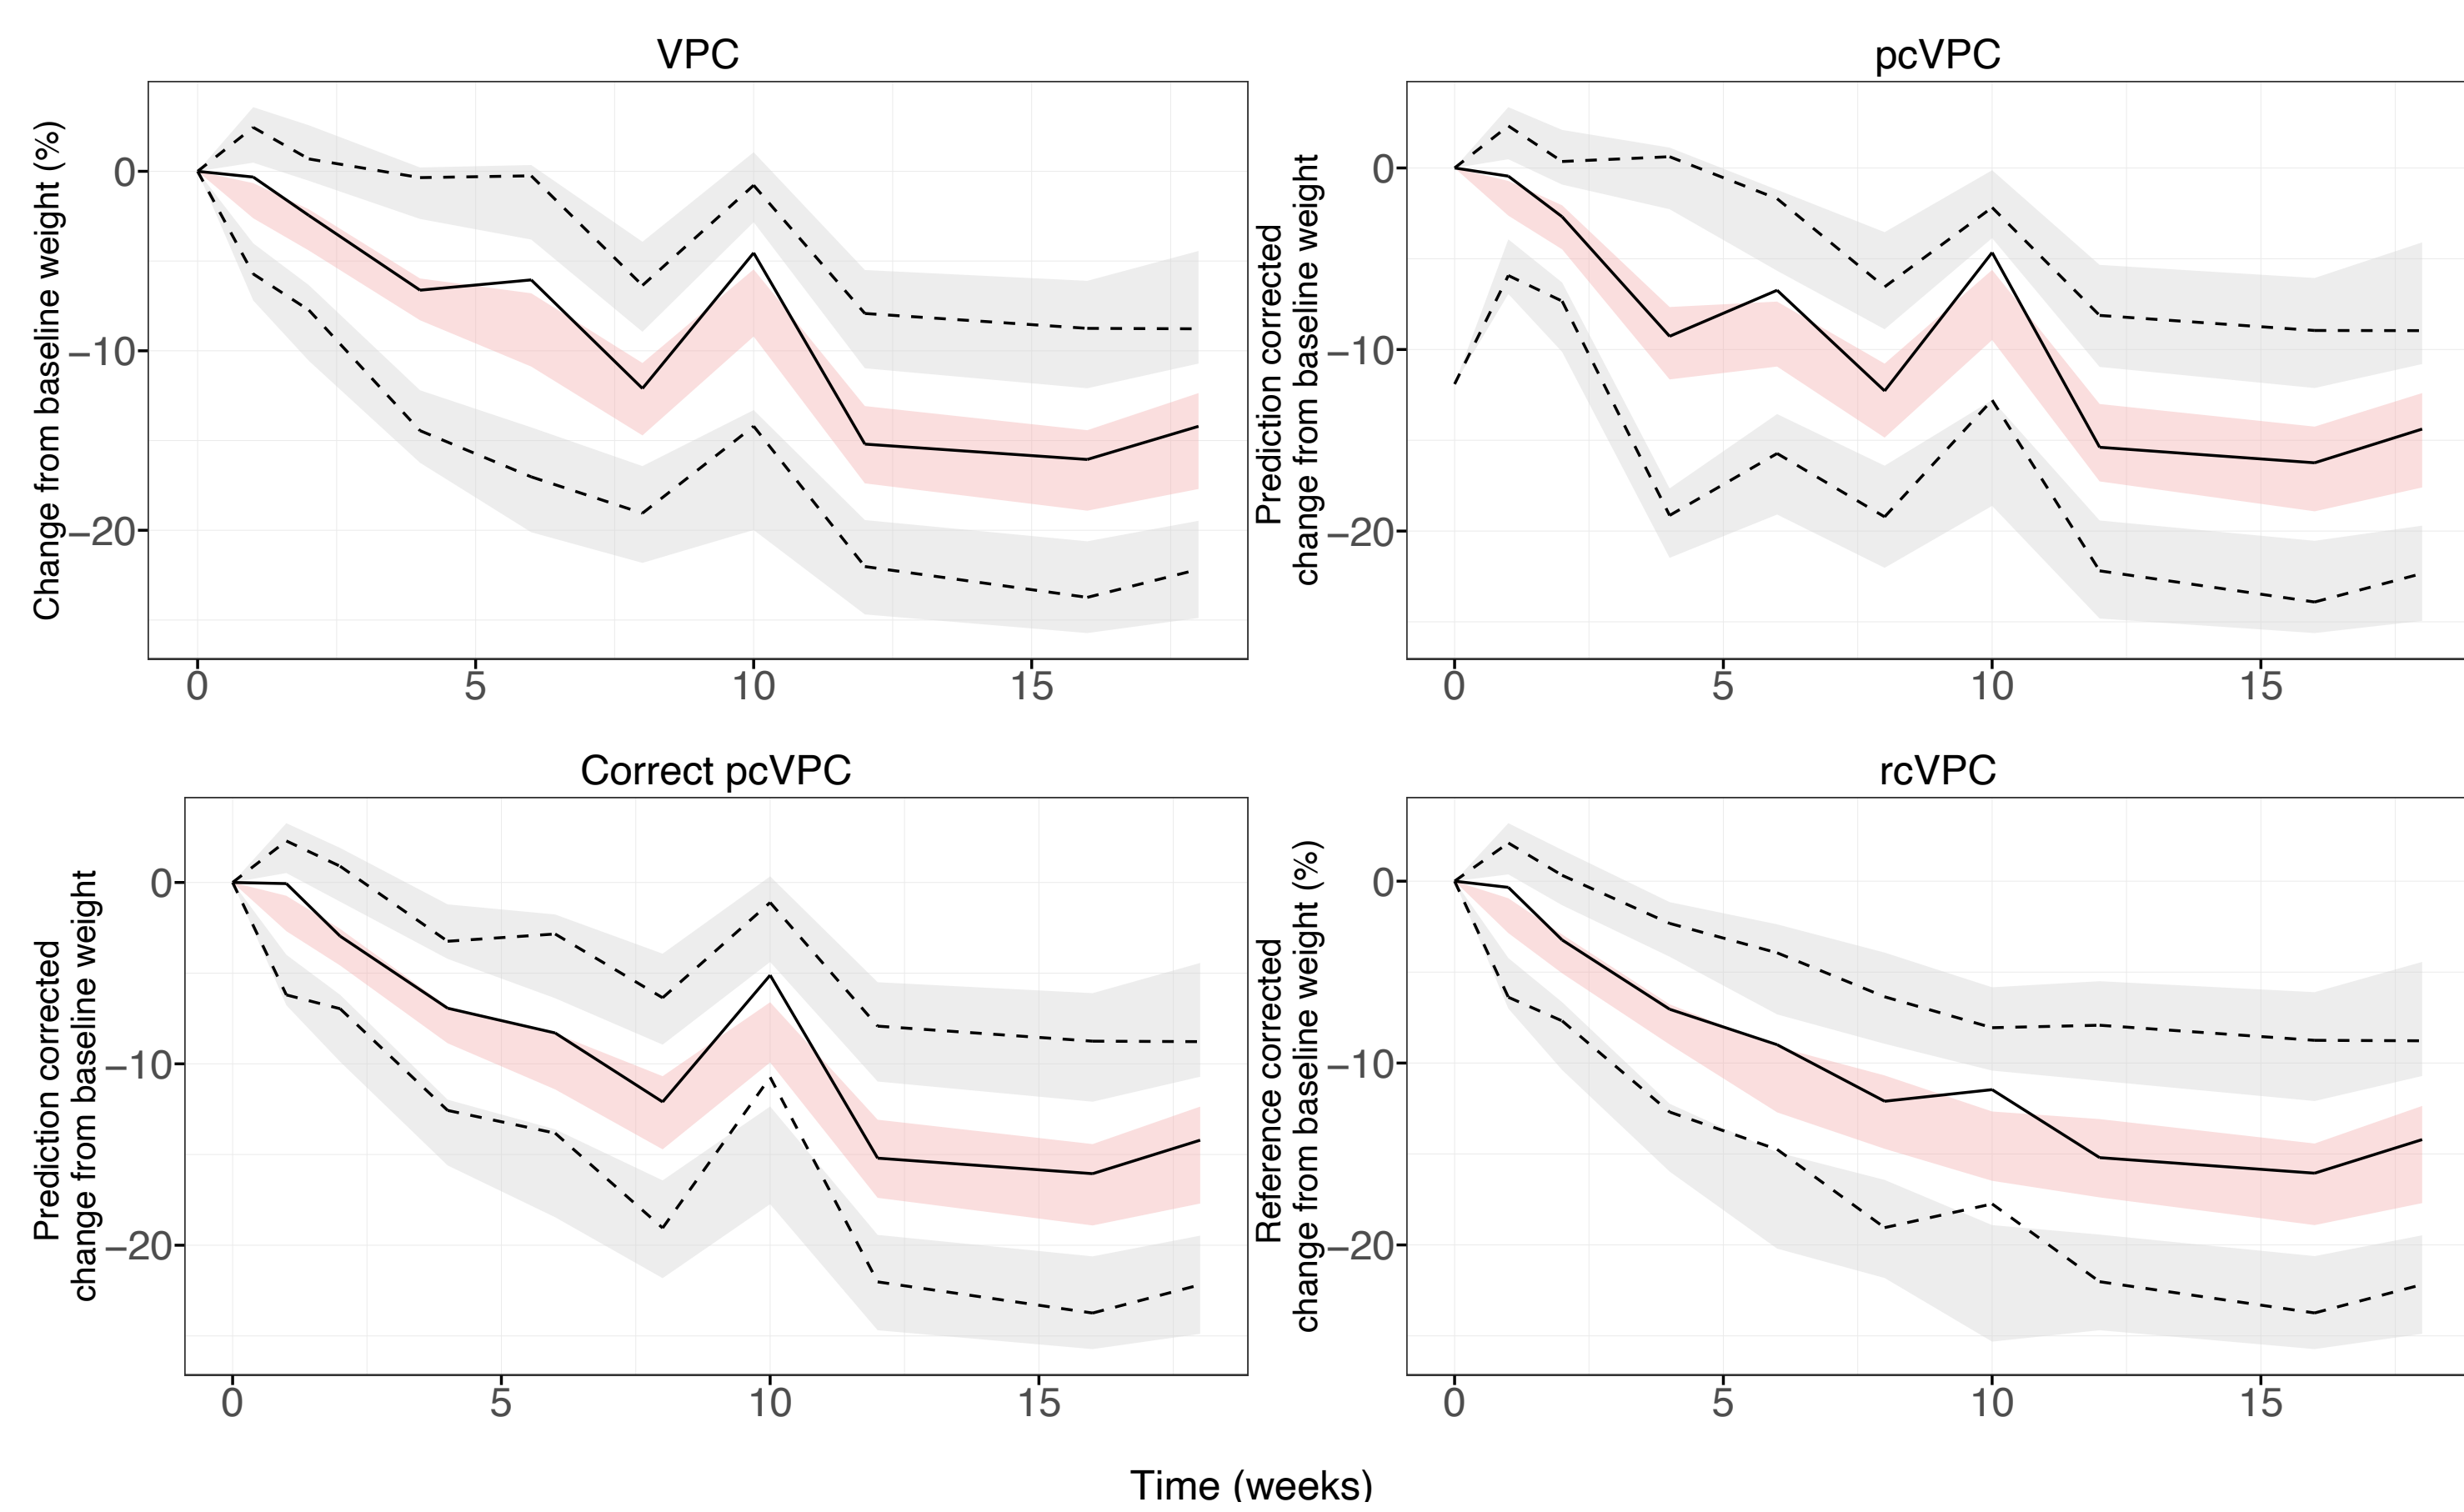 VPC
Change from baseline weight (%)
0
−10
−20
0 5 10 15
pcVPC
Prediction corrected
change from baseline weight
0
−10
−20
0 5 10 15
Correct pcVPC
Prediction corrected
change from baseline weight
0
−10
−20
0 5 10 15
rcVPC
Reference corrected
change from baseline weight (%)
0
−10
−20
0 5 10 15
Time (weeks)